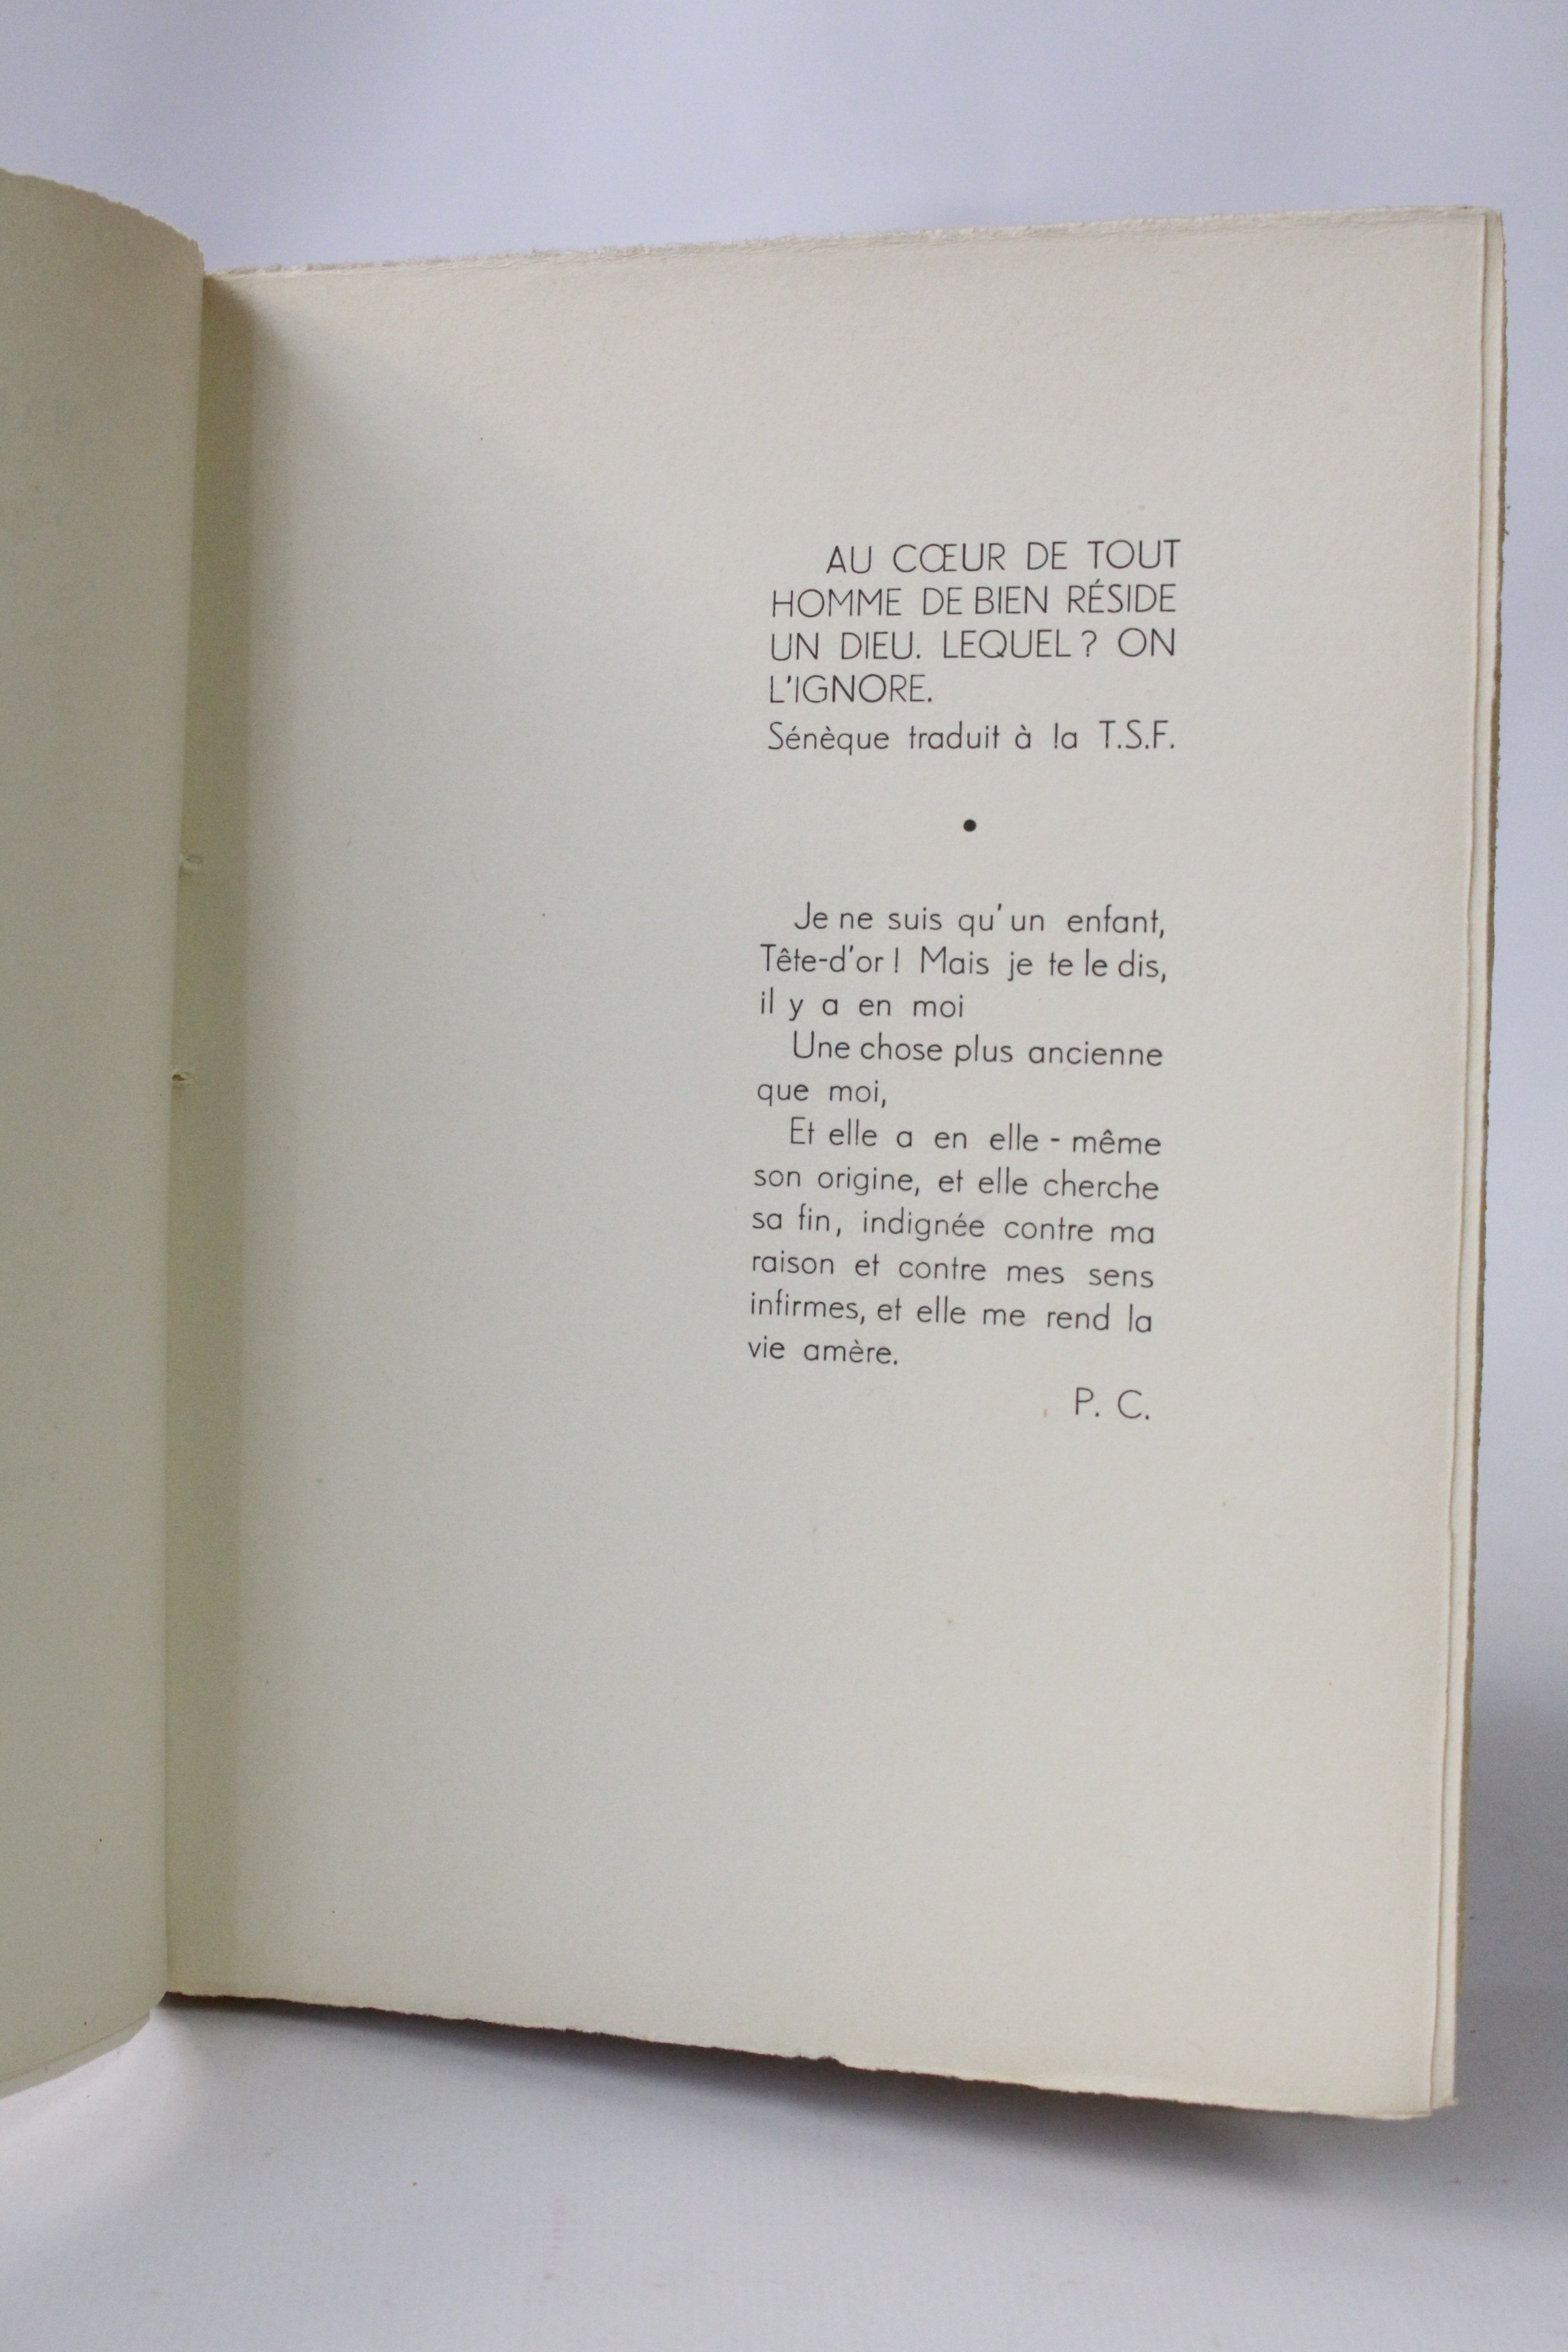 AU CŒUR DE TOUT
HOMME DE BIEN RÉSIDE
UN DIEU. LEQUEL ? ON
L'IGNORE.
Sénèque traduit à la T.S.F.
•
Je ne suis qu'un enfant,
Tête-d'or ! Mais je te le dis,
il y a en moi
Une chose plus ancienne
que moi,
Et elle a en elle - même
son origine, et elle cherche
sa fin, indignée contre ma
raison et contre mes sens
infirmes, et elle me rend la
vie amère.
P. C.